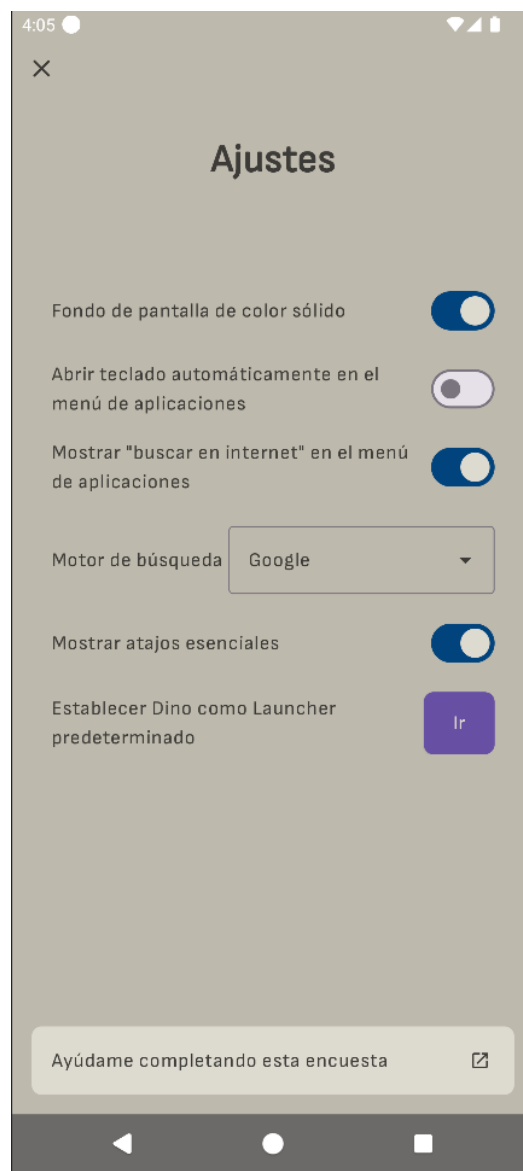 4:05
Ajustes
Fondo de pantalla de color sólido
Abrir teclado automáticamente en el
menú de aplicaciones
Mostrar "buscar en internet" en el menú
de aplicaciones
Motor de búsqueda Google
Mostrar atajos esenciales
Establecer Dino como Launcher
predeterminado
Ir
Ayúdame completando esta encuesta